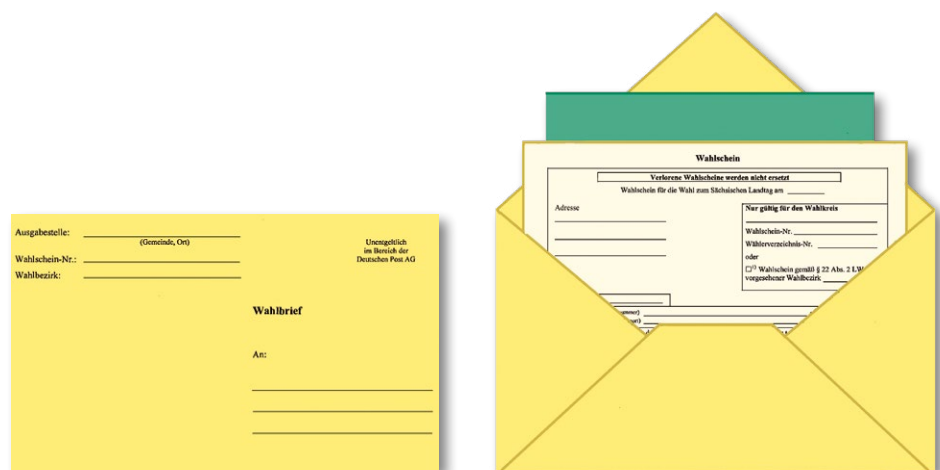 Ausgabestelle:
(Gemeinde, Ort)
Wahlschein-Nr.:
Wahlbezirk:
Unentgeltlich
im Bereich der
Deutschen Post AG
Wahlbrief
An:
Wahlschein
Verlorene Wahlscheine werden nicht ersetzt
Wahlschein für die Wahl zum Sächsischen Landtag am
Adresse
Nur gültig für den Wahlkreis
Wahlschein-Nr.
Wählerverzeichnis-Nr.
oder
Wahlschein gemäß § 22 Abs. 2
vorgesehener Wahlbezirk